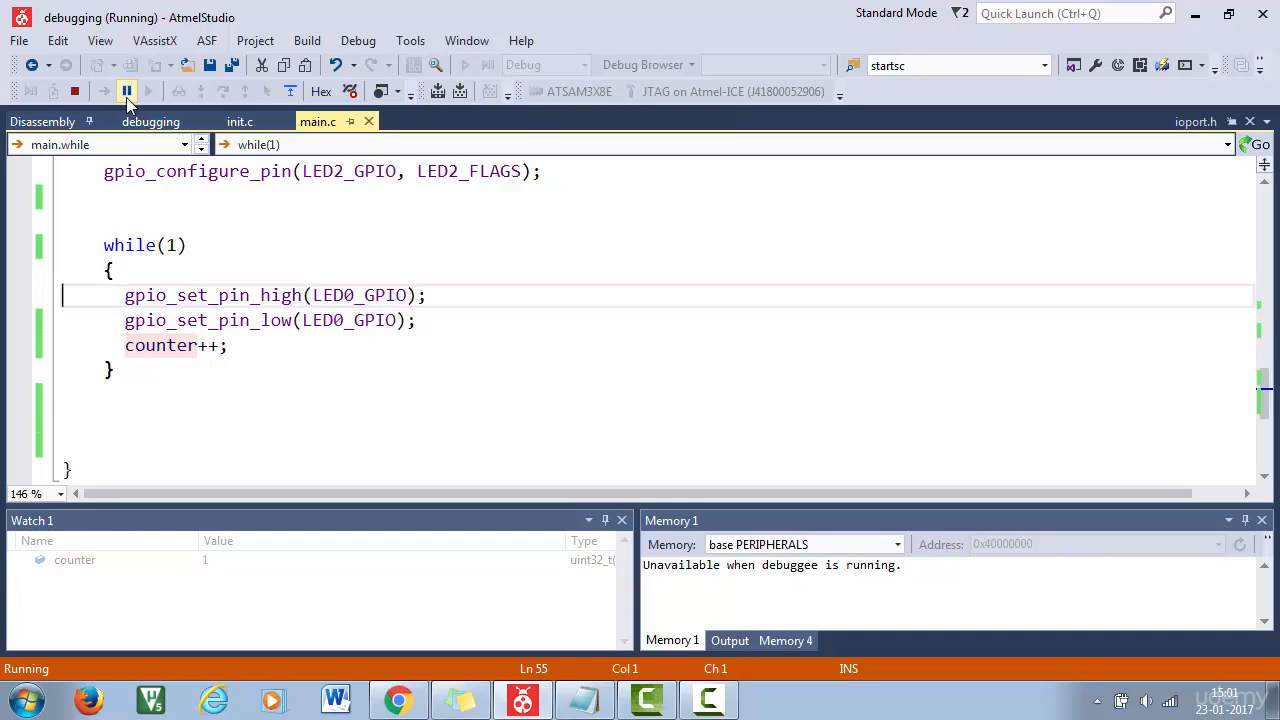 debugging (Running) - AtmelStudio
Standard Mode
2
Quick Launch (Ctrl+Q)
File Edit View VAssistX ASF Project Build Debug Tools Window Help
Debug
Debug Browser
startsc
Hex
ATSAM3X8E
JTAG on Atmel-ICE (J41800052906)
Disassembly
debugging
init.c
main.c
ioport.h
main.while
while(1)
Go
gpio_configure_pin(LED2_GPIO, LED2_FLAGS);
while(1)
{
gpio_set_pin_high(LED0_GPIO);
gpio_set_pin_low(LED0_GPIO);
counter++;
}
}
146 %
Watch 1
Name Value Type
counter 1 uint32_t(
Memory 1
Memory: base PERIPHERALS Address: 0x40000000
Unavailable when debuggee is running.
Memory 1 Output Memory 4
Running Ln 55 Col 1 Ch 1 INS
15:01
23-01-2017
udemy